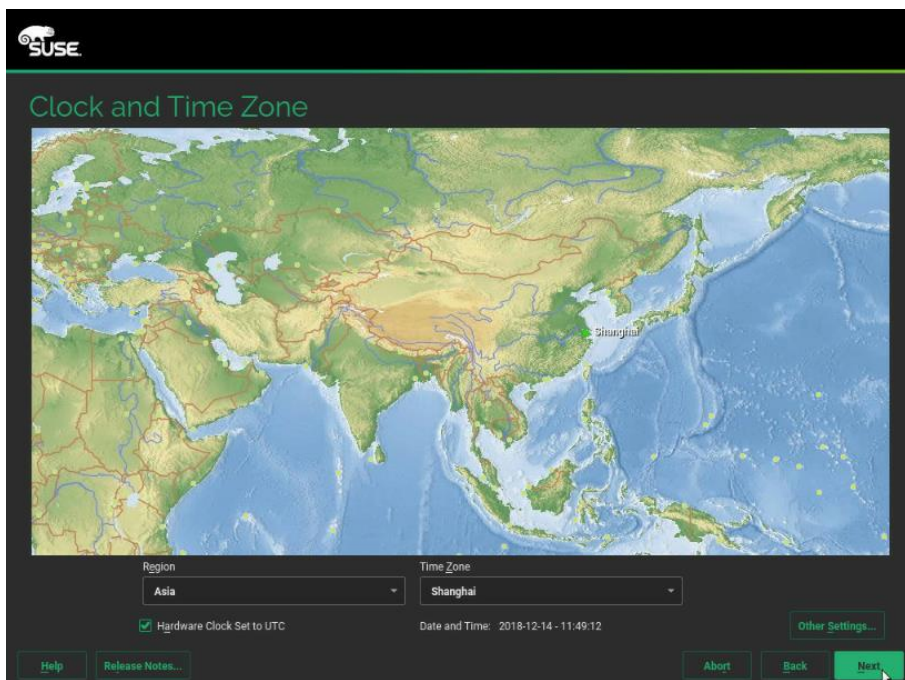 SUSE.
Clock and Time Zone
Shanghai
Region
Time Zone
Asia
Shanghai
Hardware Clock Set to UTC
Date and Time: 2018-12-14 - 11:49:12
Other Settings...
Help
Release Notes...
Abort
Back
Next